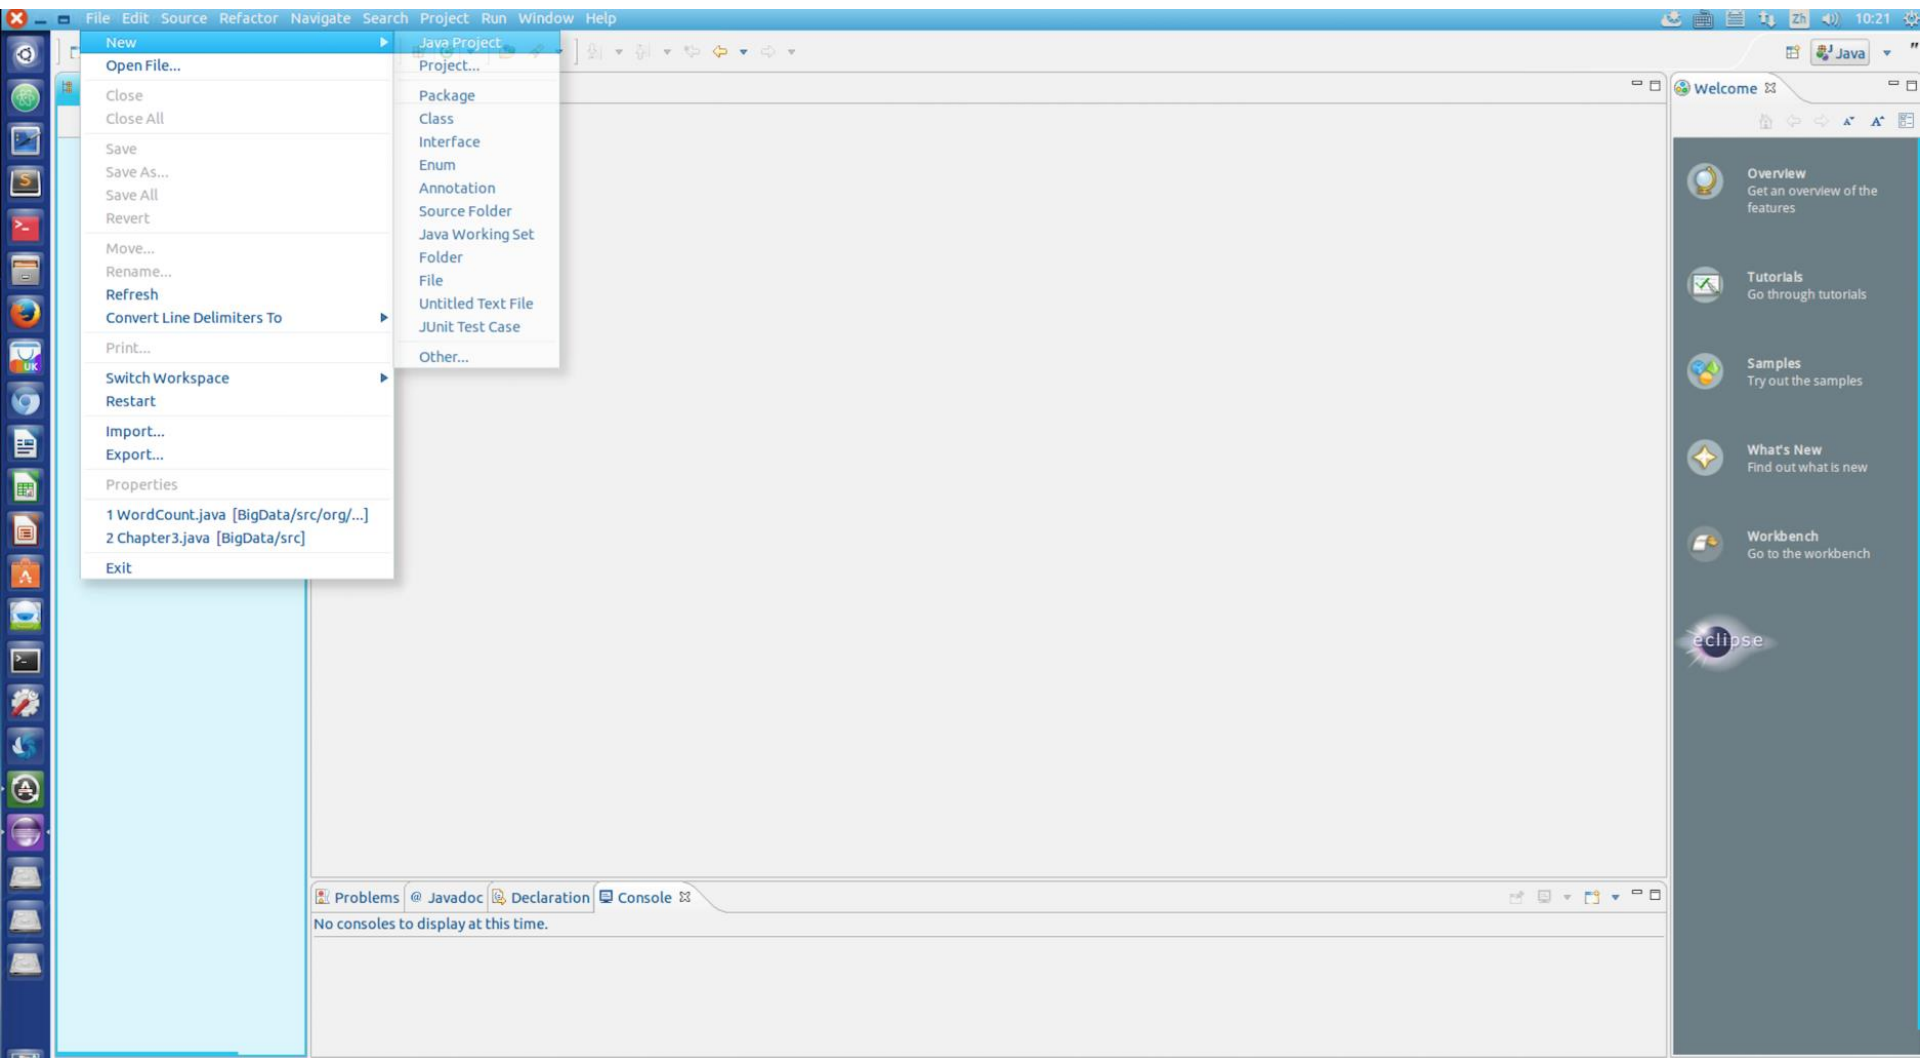 File Edit Source Refactor Navigate Search Project Run Window Help
Zh
10:21
New
Open File...
Close
Close All
Save
Save As...
Save All
Revert
Move...
Rename...
Refresh
Convert Line Delimiters To
Print...
Switch Workspace
Restart
Import...
Export...
Properties
1 WordCount.java [BigData/src/org/...]
2 Chapter3.java [BigData/src]
Exit
Java Project
Project...
Package
Class
Interface
Enum
Annotation
Source Folder
Java Working Set
Folder
File
Untitled Text File
JUnit Test Case
Other...
Java
Welcome
Overview
Get an overview of the
features
Tutorials
Go through tutorials
Samples
Try out the samples
What's New
Find out what is new
Workbench
Go to the workbench
eclipse
Problems @ Javadoc Declaration Console
No consoles to display at this time.